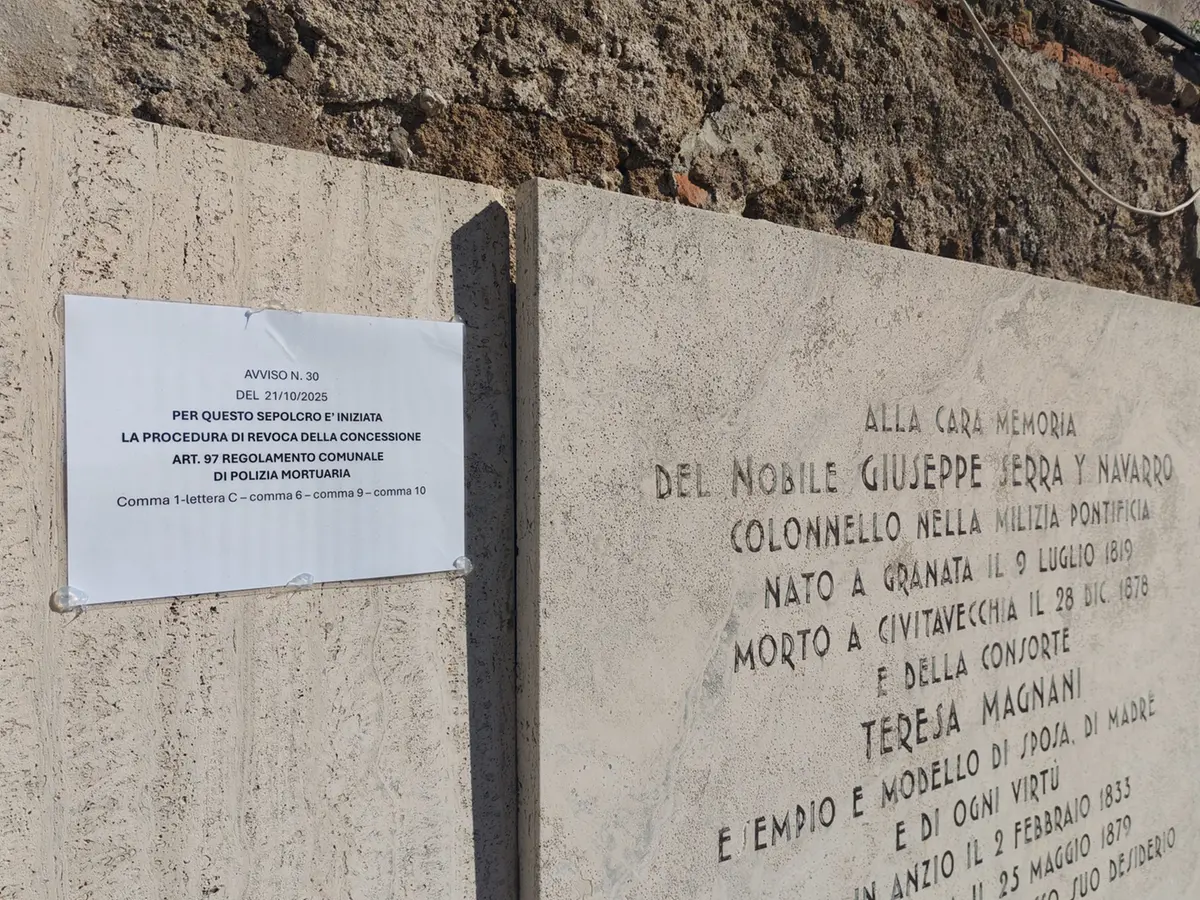 AVVISO N. 30
DEL 21/10/2025
PER QUESTO SEPOLCRO E' INIZIATA
LA PROCEDURA DI REVOCA DELLA CONCESSIONE
ART. 97 REGOLAMENTO COMUNALE
DI POLIZIA MORTUARIA
Comma 1-lettera C – comma 6 – comma 9 – comma 10
ALLA CARA MEMORIA
DEL NOBILE GIUSEPPE SERRA Y NAVARRO
COLONNELLO NELLA MILIZIA PONTIFICIA
NATO A GRANATA IL 9 LUGLIO 1819
MORTO A CIVITAVECCHIA IL 28 DIC. 1878
E DELLA CONSORTE
TERESA MAGNANI
ESEMPIO E MODELLO DI SPOSA, DI MADRE
E DI OGNI VIRTÙ
IN ANZIO IL 2 FEBBRAIO 1833
IL 25 MAGGIO 1879
SUO DESIDERIO